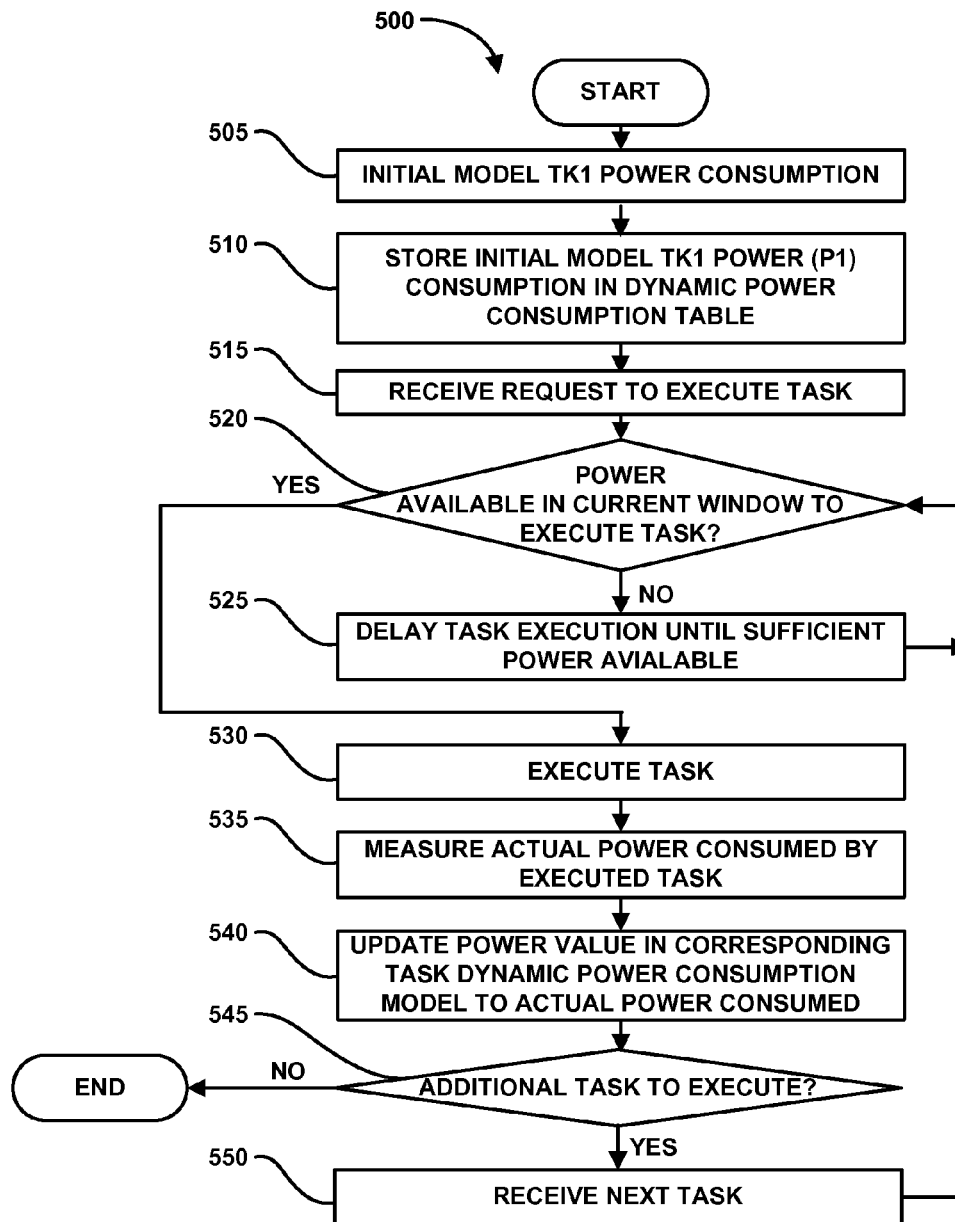 500
START
505
INITIAL MODEL TK1 POWER CONSUMPTION
510
STORE INITIAL MODEL TK1 POWER (P1)
CONSUMPTION IN DYNAMIC POWER
CONSUMPTION TABLE
515
RECEIVE REQUEST TO EXECUTE TASK
520
POWER
AVAILABLE IN CURRENT WINDOW TO
EXECUTE TASK?
YES
NO
525
DELAY TASK EXECUTION UNTIL SUFFICIENT
POWER AVIALABLE
530
EXECUTE TASK
535
MEASURE ACTUAL POWER CONSUMED BY
EXECUTED TASK
540
UPDATE POWER VALUE IN CORRESPONDING
TASK DYNAMIC POWER CONSUMPTION
MODEL TO ACTUAL POWER CONSUMED
545
ADDITIONAL TASK TO EXECUTE?
NO
END
YES
550
RECEIVE NEXT TASK